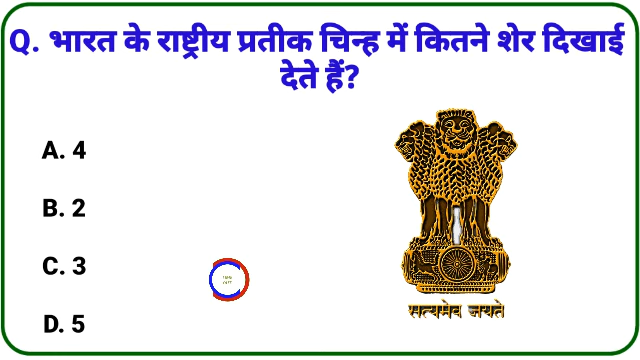 Q. भारत के राष्ट्रीय प्रतीक चिन्ह में कितने शेर दिखाई
देते हैं?
A. 4
B. 2
C. 3
D. 5
सत्यमेव जयते